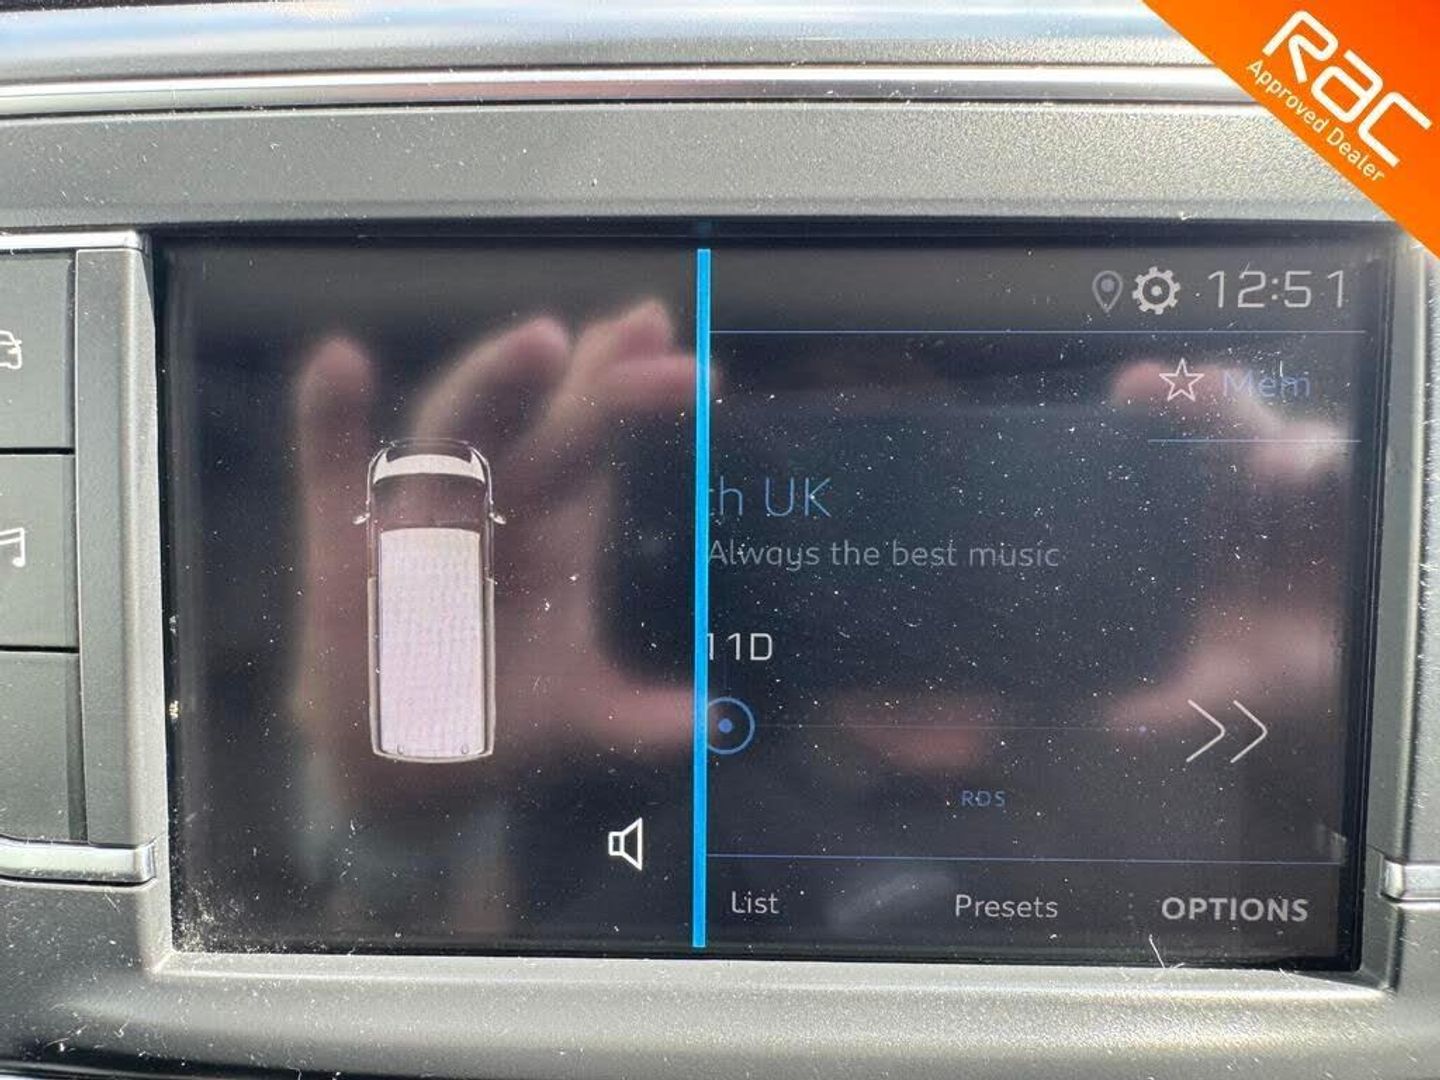 rac
Approved Dealer
12:51
Mem
th UK
Always the best music
11D
RDS
List
Presets
OPTIONS